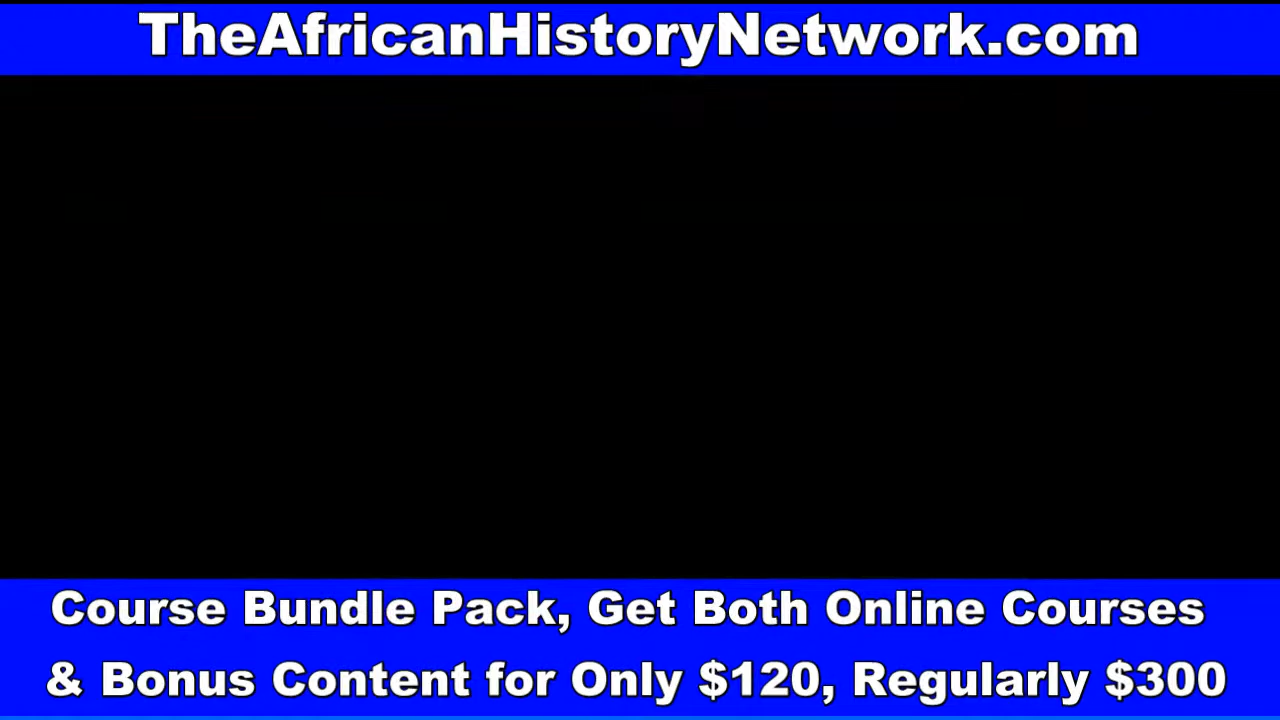 TheAfricanHistoryNetwork.com
Course Bundle Pack, Get Both Online Courses
& Bonus Content for Only $120, Regularly $300